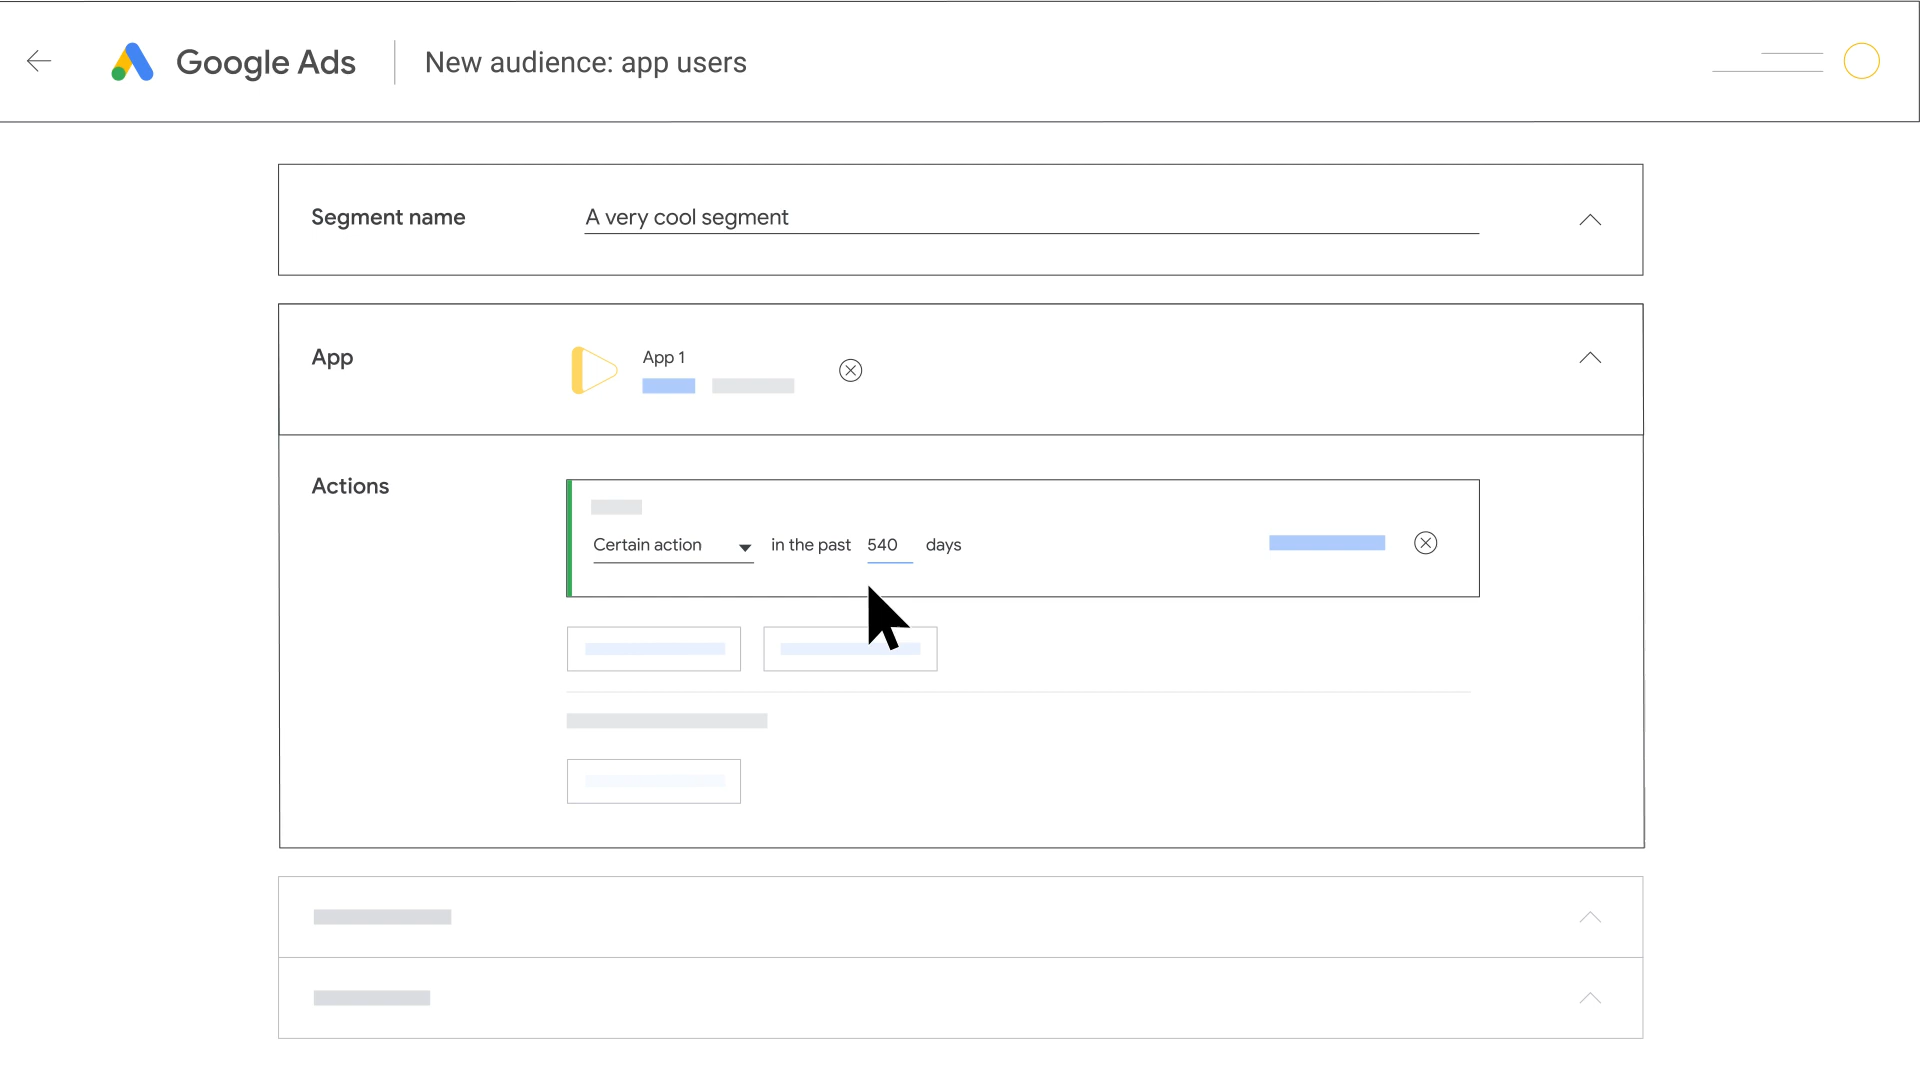 Google Ads
New audience: app users
Segment name
A very cool segment
App
App 1
Actions
Certain action in the past 540 days